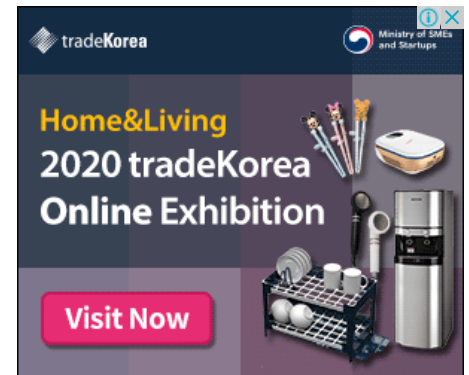 tradeKorea
Ministry of SMEs
and Startups
Home&Living
2020 tradeKorea
Online Exhibition
Visit Now